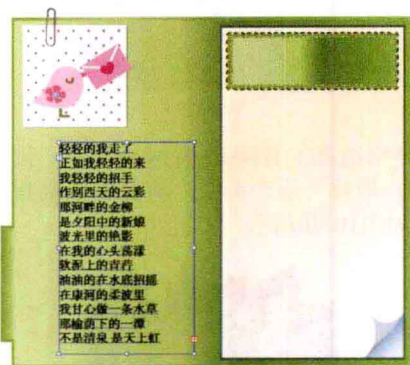 轻轻的我走了
正如我轻轻的来
我轻轻的招手
作别西天的云彩
那河畔的金柳
是夕阳中的新娘
波光里的艳影
在我的心头荡漾
软泥上的青荇
油油的在水底招摇
在康河的柔波里
我甘心做一条水草
那榆荫下的一潭
不是清泉 是天上虹